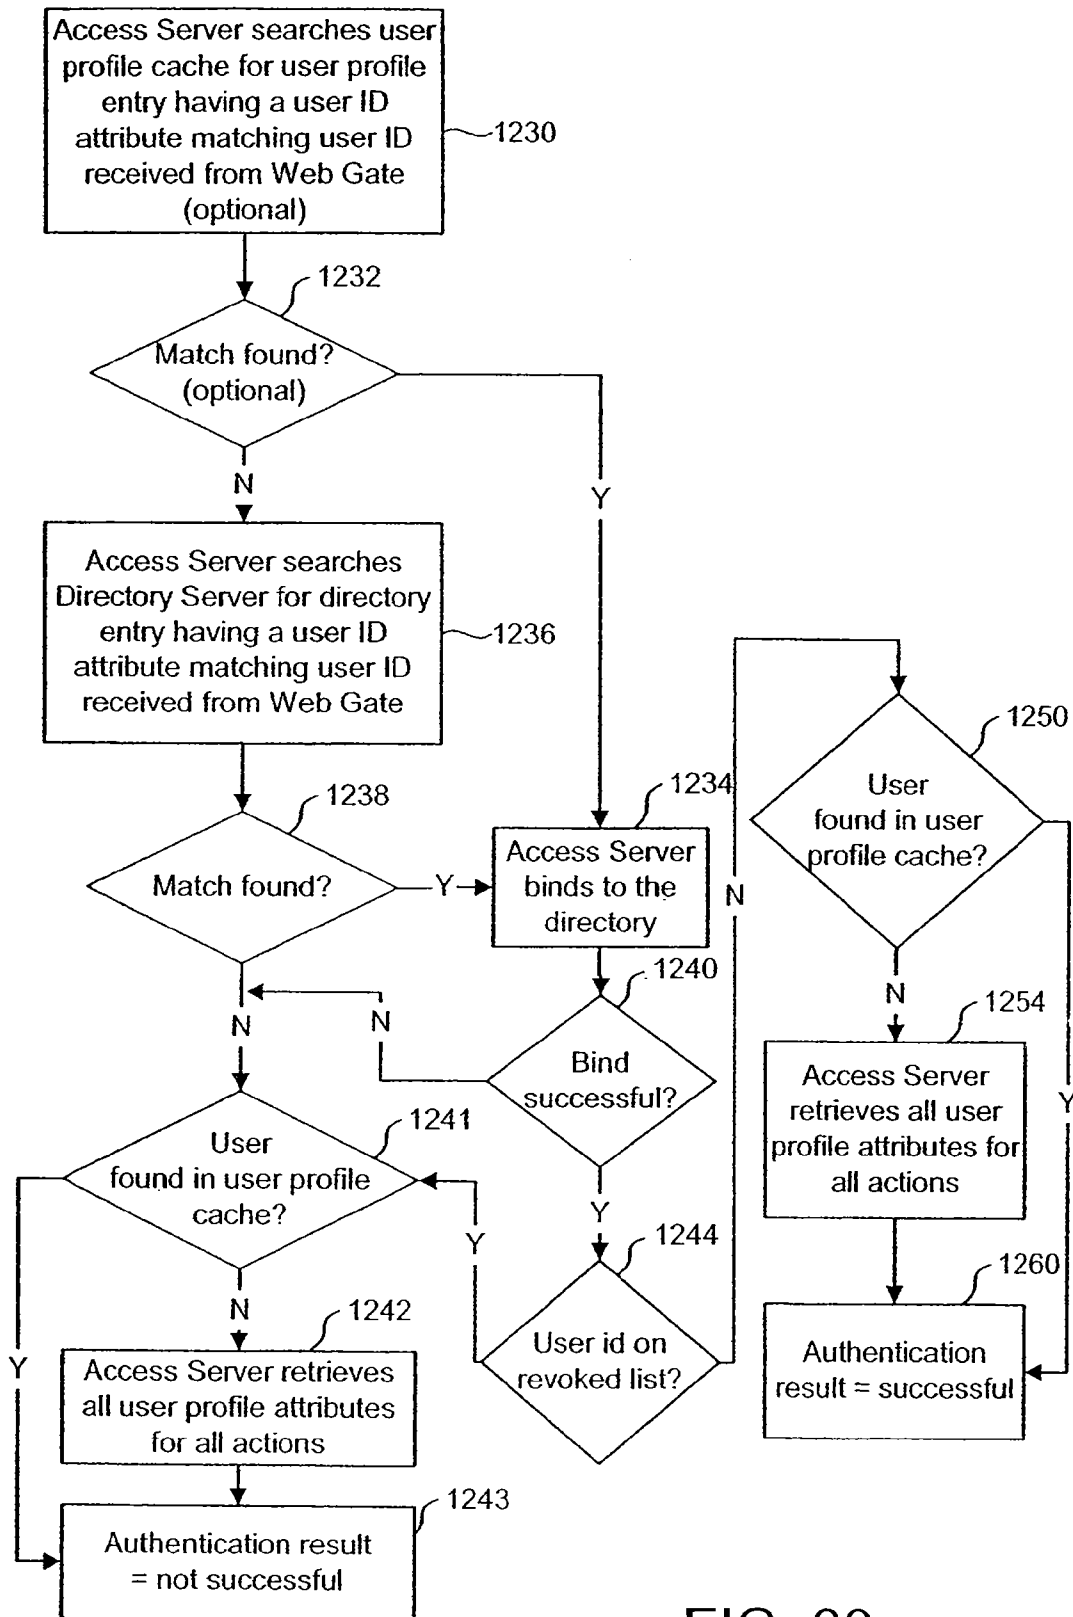 Access Server searches user
profile cache for user profile
entry having a user ID
attribute matching user ID
received from Web Gate
(optional)
1230
1232
Match found?
(optional)
N
Y
Access Server searches
Directory Server for directory
entry having a user ID
attribute matching user ID
received from Web Gate
1236
1238
Match found?
Y
1234
Access Server
binds to the
directory
N
1240
Bind
successful?
N
Y
1241
User
found in user profile
cache?
Y
N
1242
Access Server retrieves
all user profile attributes
for all actions
1243
Authentication result
= not successful
1244
User id on
revoked list?
Y
N
1250
User
found in user
profile cache?
N
Y
1254
Access Server
retrieves all user
profile attributes for
all actions
1260
Authentication
result = successful